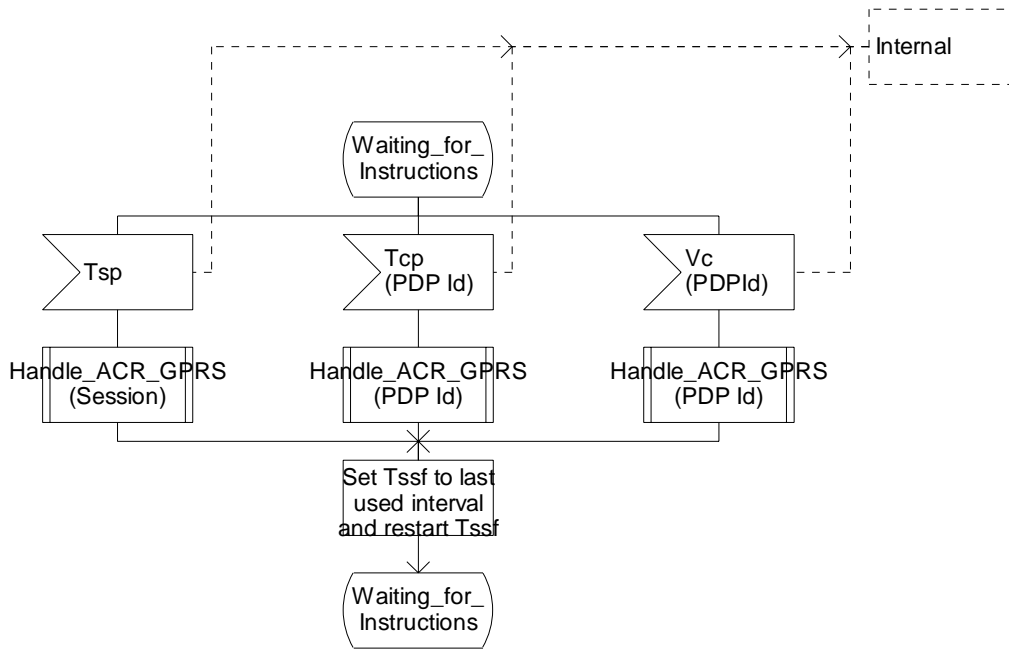 Internal
Waiting_for_
Instructions
Tsp
Tcp
(PDP Id)
Vc
(PDPId)
Handle_ACR_GPRS
(Session)
Handle_ACR_GPRS
(PDP Id)
Handle_ACR_GPRS
(PDP Id)
Set Tssf to last
used interval
and restart Tssf
Waiting_for_
Instructions